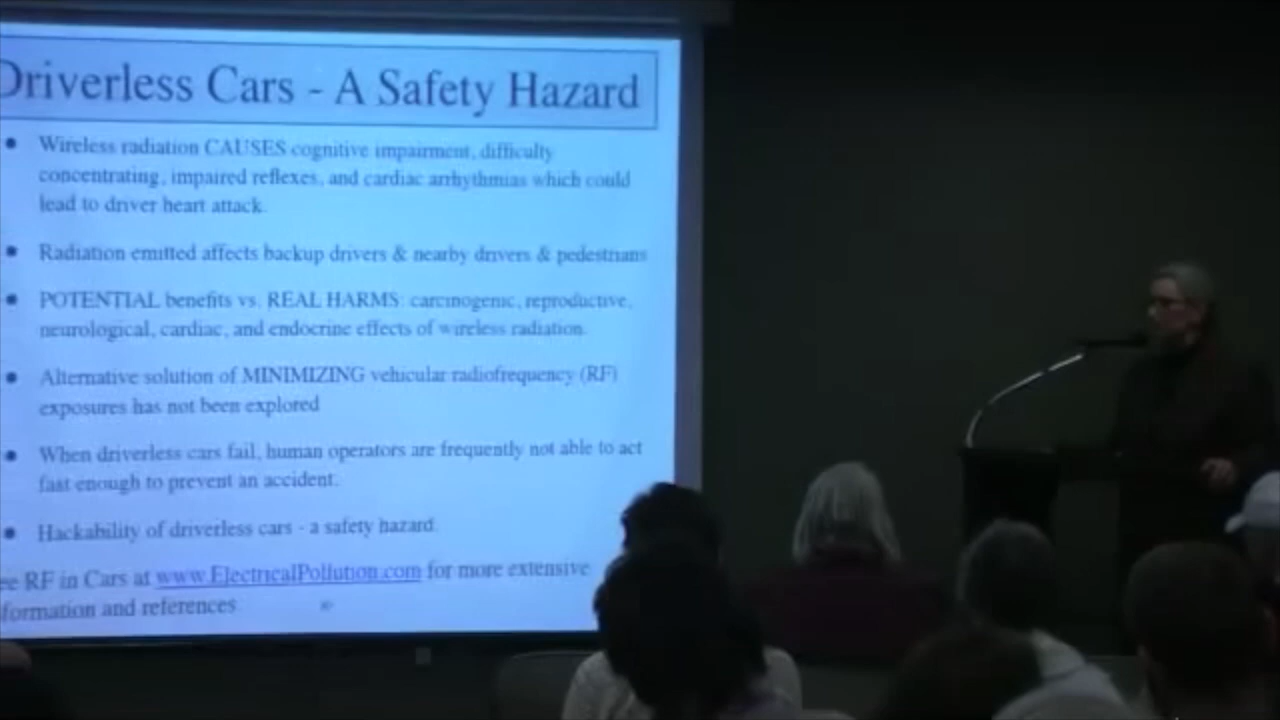 Driverless Cars - A Safety Hazard
Wireless radiation CAUSES cognitive impairment, difficulty
concentrating, impaired reflexes, and cardiac arrhythmias which could
lead to driver heart attack.
Radiation emitted affects backup drivers & nearby drivers & pedestrians
POTENTIAL benefits vs. REAL HARMS: carcinogenic, reproductive,
neurological, cardiac, and endocrine effects of wireless radiation.
Alternative solution of MINIMIZING vehicular radiofrequency (RF)
exposures has not been explored
When driverless cars fail, human operators are frequently not able to act
fast enough to prevent an accident.
Hackability of driverless cars - a safety hazard.
ee RF in Cars at www.ElectricalPollution.com for more extensive
formation and references